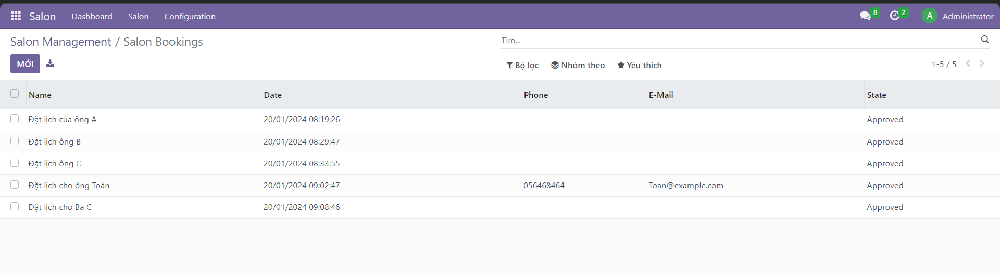 Salon Dashboard Salon Configuration 8 2 A Administrator
Salon Management / Salon Bookings Tìm...
MỚI Bộ lọc Nhóm theo Yêu thích 1-5 / 5
Name Date Phone E-Mail State
Đặt lịch của ông A 20/01/2024 08:19:26 Approved
Đặt lịch ông B 20/01/2024 08:29:47 Approved
Đặt lịch ông C 20/01/2024 08:33:55 Approved
Đặt lịch cho ông Toàn 20/01/2024 09:02:47 056468464 Toan@example.com Approved
Đặt lịch cho Bà C 20/01/2024 09:08:46 Approved